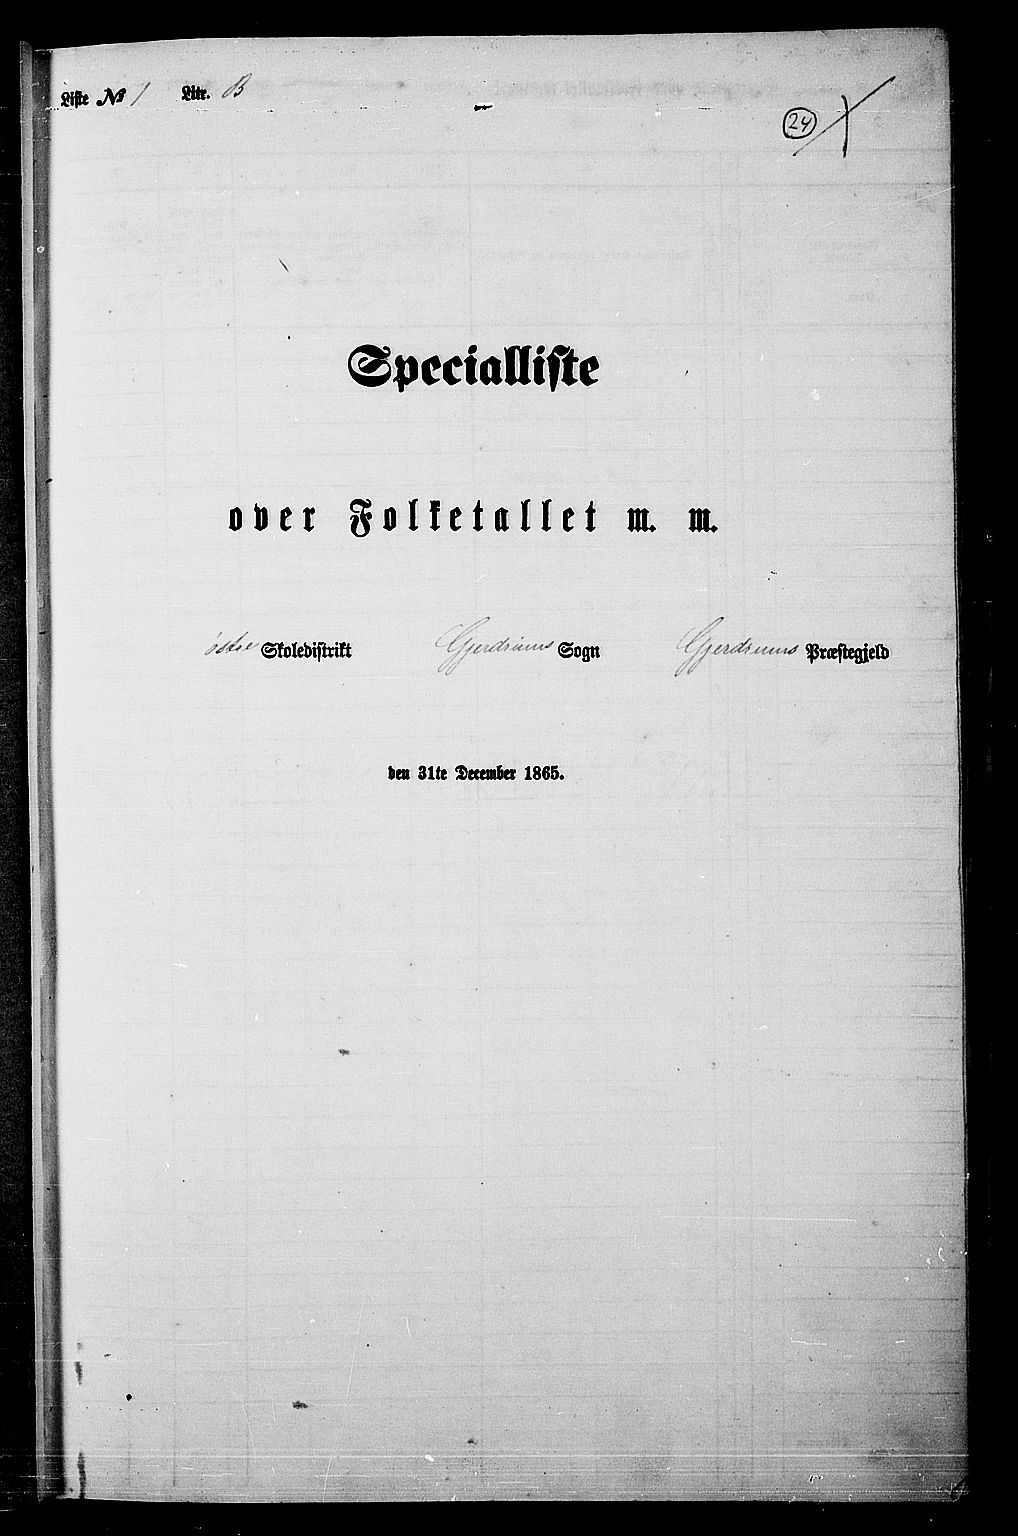 Liste № 1 Litr. B
24
Specialliste
over Folketallet m. m.
østre Skoledistrikt Gjerdrums Sogn Gjerdrums Præstegjeld
den 31te December 1865.